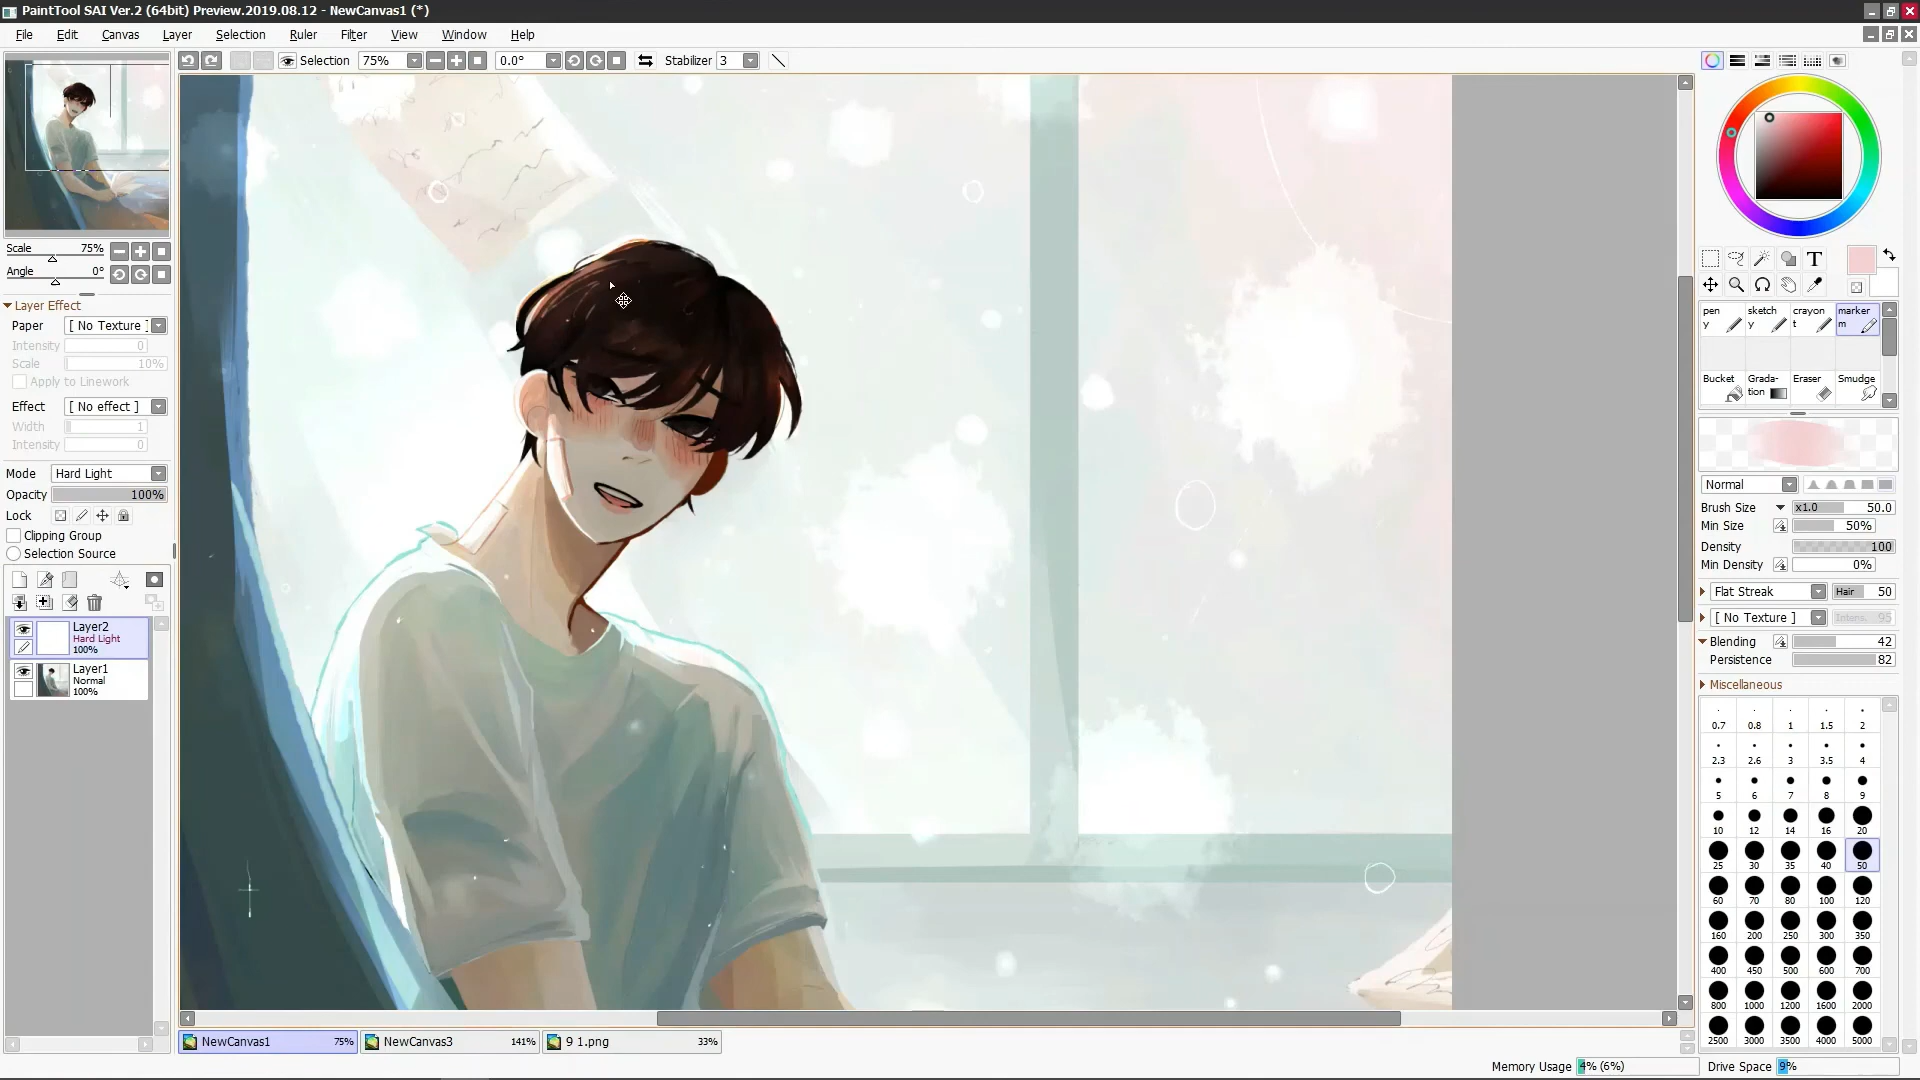 PaintTool SAI Ver.2 (64bit) Preview.2019.08.12 - NewCanvas1 (*)
File Edit Canvas Layer Selection Ruler Filter View Window Help
Selection 75% 0.0° Stabilizer 3
Scale 75%
Angle 0°
Layer Effect
Paper [ No Texture ]
Intensity 0
Scale 10%
Apply to Linework
Effect [ No effect ]
Width 1
Intensity 0
Mode Hard Light
Opacity 100%
Lock
Clipping Group
Selection Source
Layer2
Hard Light
100%
Layer1
Normal
100%
T
pen sketch crayon marker
y y t m
Bucket Grada-tion Eraser Smudge
Normal
Brush Size x1.0 50.0
Min Size 50%
Density 100
Min Density 0%
Flat Streak Hair 50
[ No Texture ] Intens. 95
Blending 42
Persistence 82
Miscellaneous
0.7 0.8 1 1.5 2
2.3 2.6 3 3.5 4
5 6 7 8 9
10 12 14 16 20
25 30 35 40 50
60 70 80 100 120
160 200 250 300 350
400 450 500 600 700
800 1000 1200 1600 2000
2500 3000 3500 4000 5000
NewCanvas1 75% NewCanvas3 141% 9 1.png 33%
Memory Usage 4% (6%) Drive Space 9%